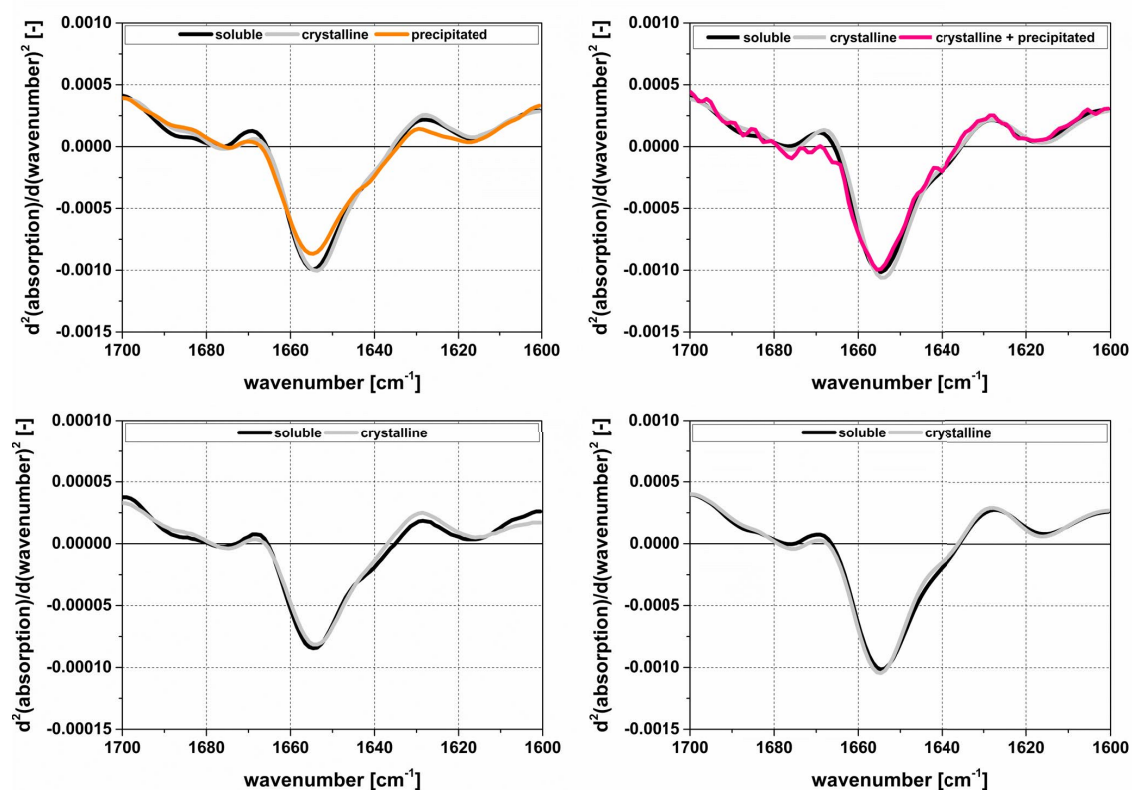 d²(absorption)/d(wavenumber)² [-]
0.0010
0.0005
0.0000
-0.0005
-0.0010
-0.0015
soluble crystalline precipitated
1700 1680 1660 1640 1620 1600
wavenumber [cm⁻¹]
d²(absorption)/d(wavenumber)² [-]
0.0010
0.0005
0.0000
-0.0005
-0.0010
-0.0015
soluble crystalline crystalline + precipitated
1700 1680 1660 1640 1620 1600
wavenumber [cm⁻¹]
d²(absorption)/d(wavenumber)² [-]
0.00010
0.00005
0.00000
-0.00005
-0.00010
-0.00015
soluble crystalline
1700 1680 1660 1640 1620 1600
wavenumber [cm⁻¹]
d²(absorption)/d(wavenumber)² [-]
0.0010
0.0005
0.0000
-0.0005
-0.0010
-0.0015
soluble crystalline
1700 1680 1660 1640 1620 1600
wavenumber [cm⁻¹]